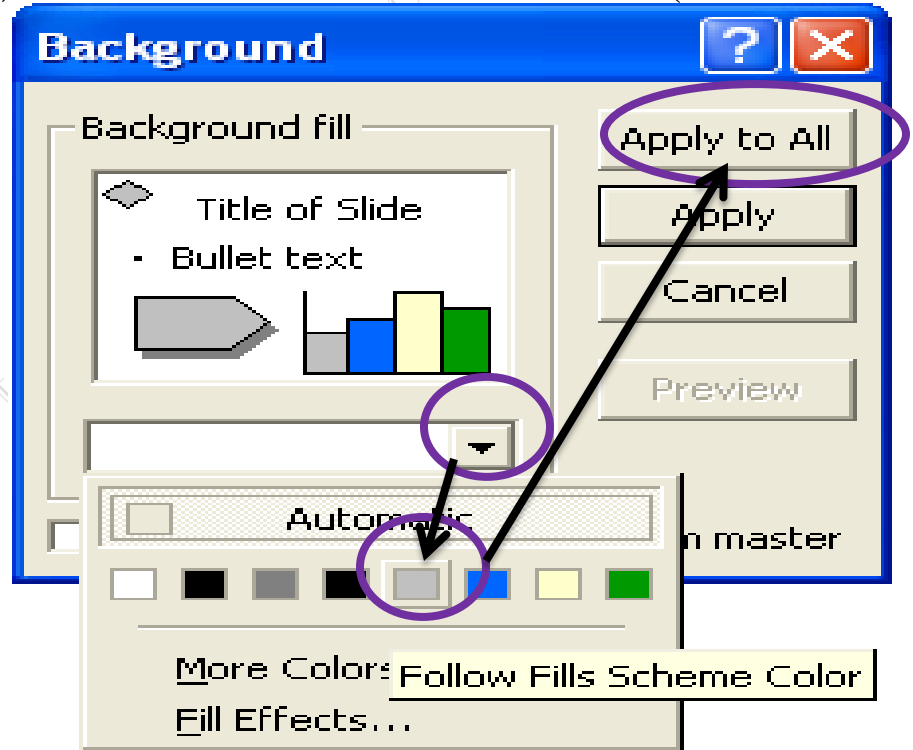 Background
?
Background fill
Apply to All
Title of Slide
Apply
Bullet text
Cancel
Preview
Automatic
n master
More Colors
Follow Fills Scheme Color
Fill Effects...